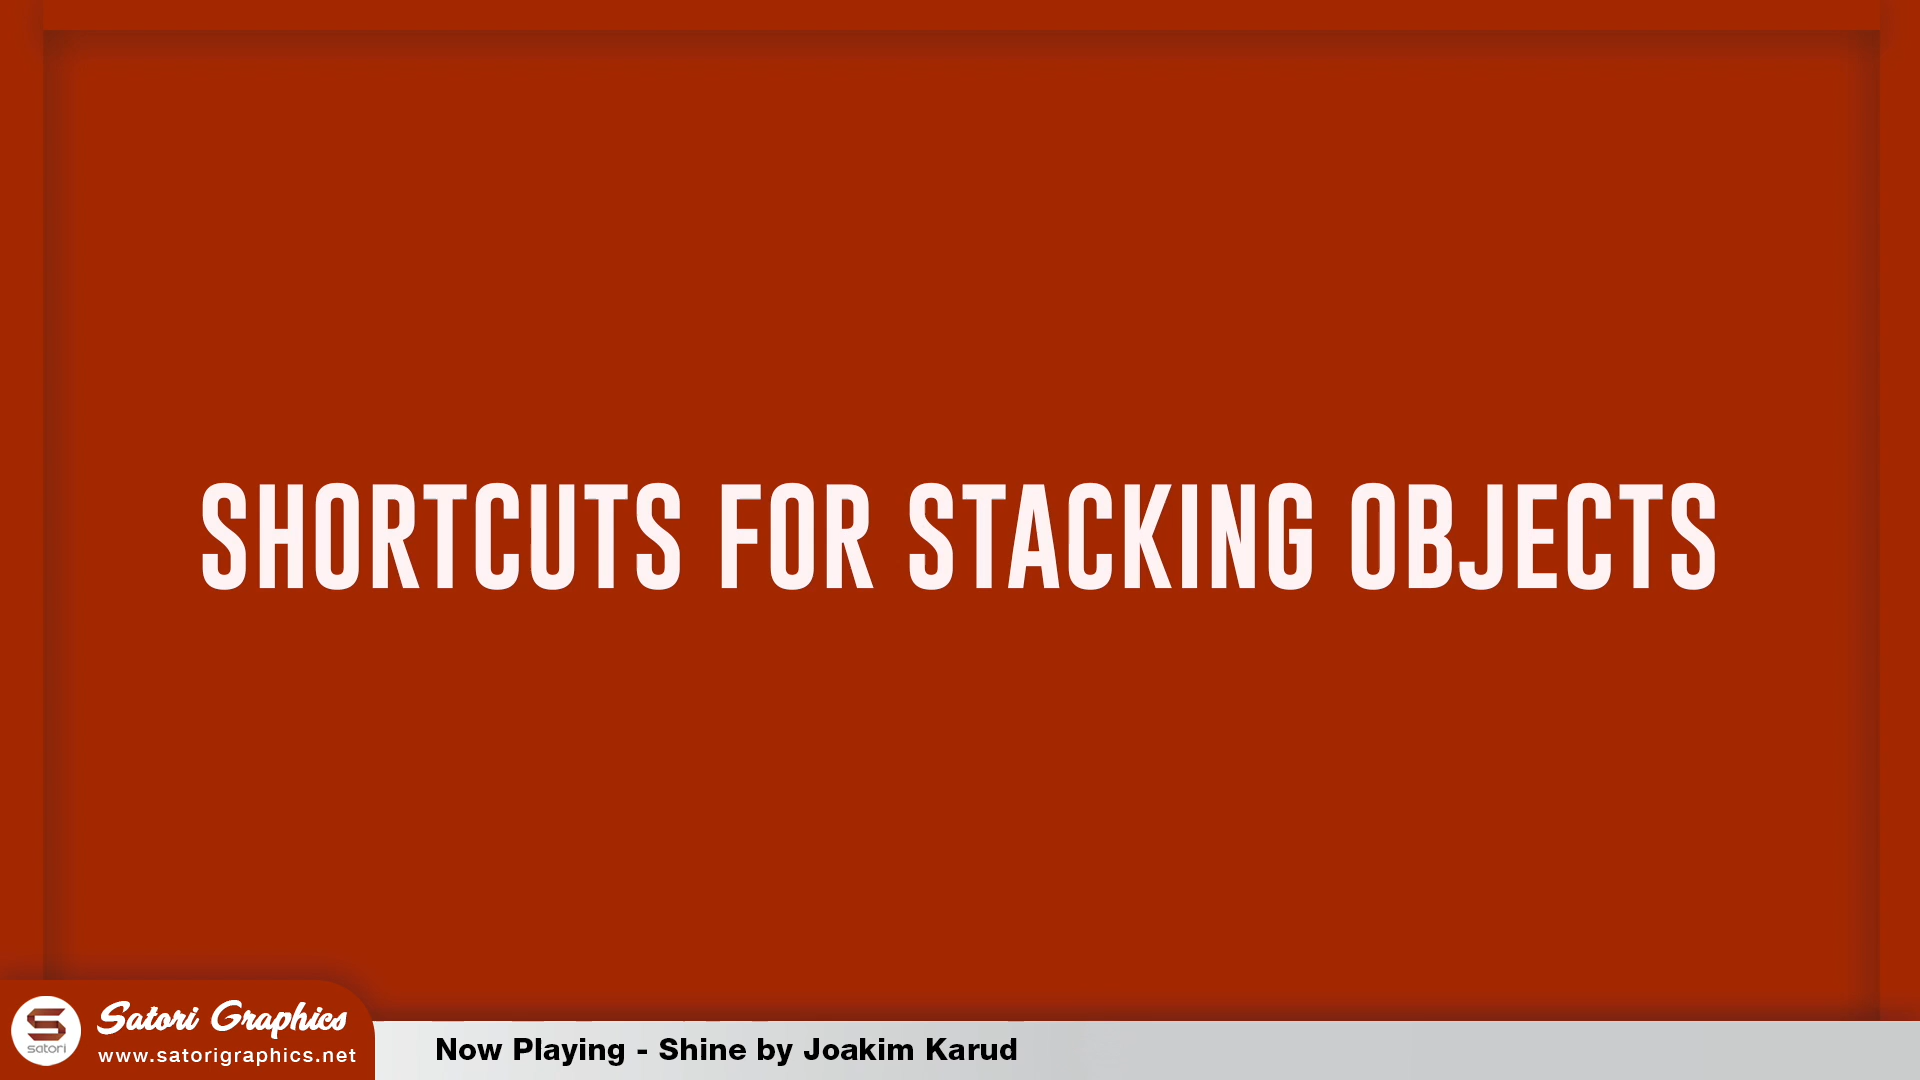 SHORTCUTS FOR STACKING OBJECTS
satori
Satori Graphics
www.satorigraphics.net
Now Playing - Shine by Joakim Karud